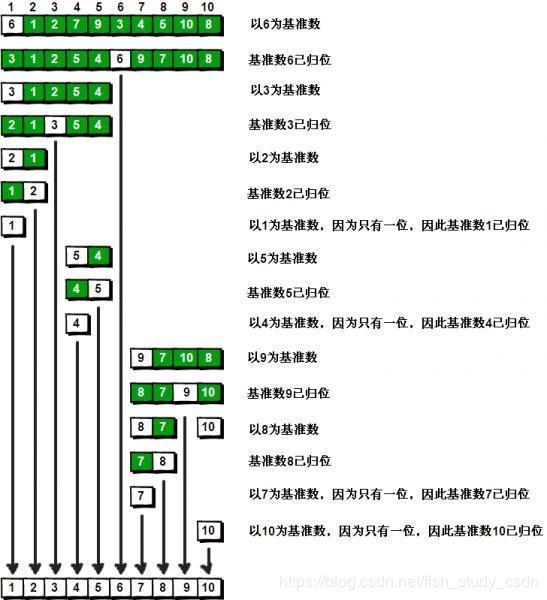 1 2 3 4 5 6 7 8 9 10
6 1 2 7 9 3 4 5 10 8 以6为基准数
3 1 2 5 4 6 9 7 10 8 基准数6已归位
3 1 2 5 4 以3为基准数
2 1 3 5 4 基准数3已归位
2 1 以2为基准数
1 2 基准数2已归位
1 以1为基准数，因为只有一位，因此基准数1已归位
5 4 以5为基准数
4 5 基准数5已归位
4 以4为基准数，因为只有一位，因此基准数4已归位
9 7 10 8 以9为基准数
8 7 9 10 基准数9已归位
8 7 10 以8为基准数
7 8 基准数8已归位
7 以7为基准数，因为只有一位，因此基准数7已归位
10 以10为基准数，因为只有一位，因此基准数10已归位
1 2 3 4 5 6 7 8 9 10
https://blog.csdn.net/fish_study_csdn